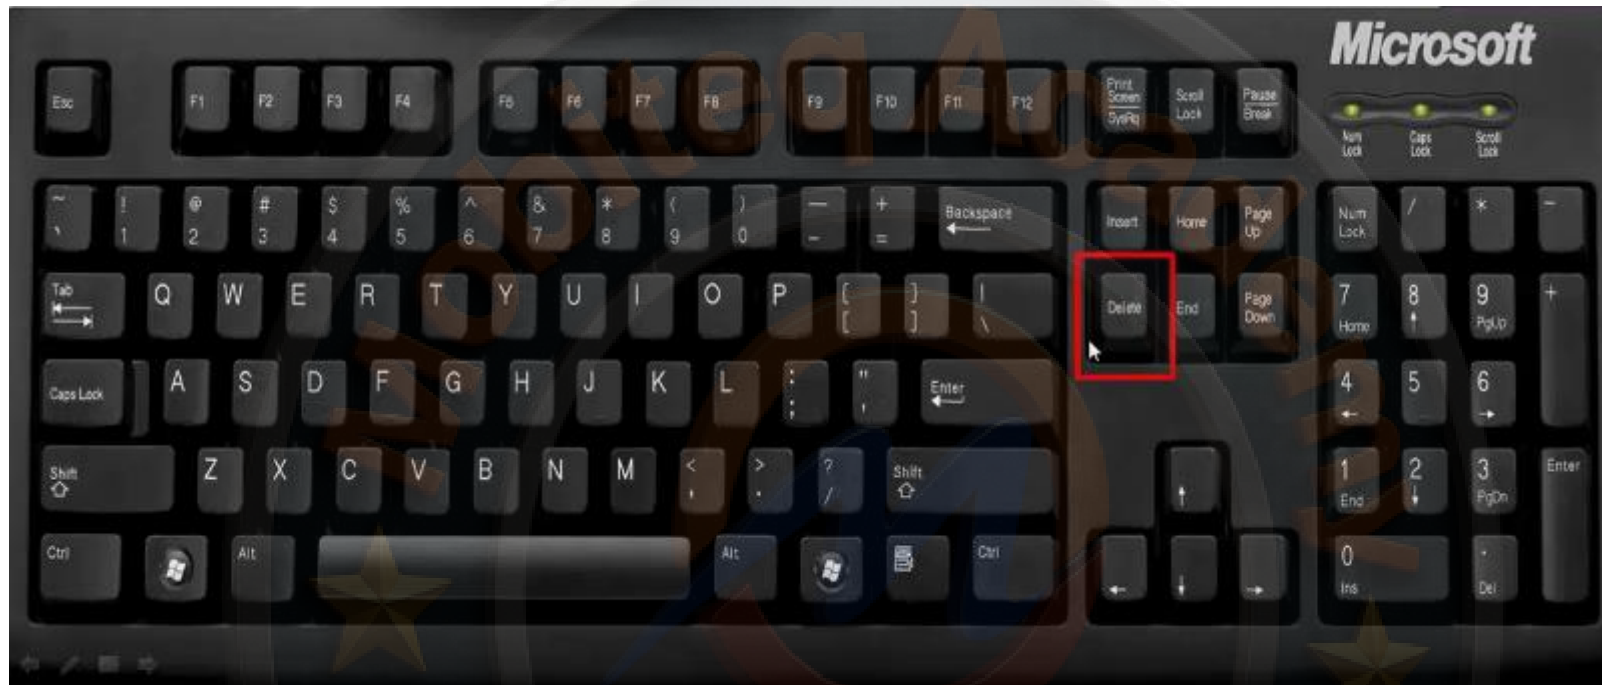 Microsoft
Esc F1 F2 F3 F4 F5 F6 F7 F8 F9 F10 F11 F12
Print Screen SysRq
Scroll Lock
Pause Break
Num Lock
Caps Lock
Scroll Lock
~ ! @ # $ % ^ & * ( ) — +
` 1 2 3 4 5 6 7 8 9 0 – =
Backspace
Insert Home Page Up
Num Lock / * –
Tab Q W E R T Y U I O P [ ] |
[ ] \
Delete End Page Down
7 8 9 +
Home ↑ PgUp
Caps Lock A S D F G H J K L : "
; '
Enter
4 5 6
← →
Shift Z X C V B N M < > ?
, . /
Shift
↑
1 2 3 Enter
End ↓ PgDn
Ctrl Alt Alt Ctrl
← ↓ →
0 .
Ins Del
Mobiteq Academy